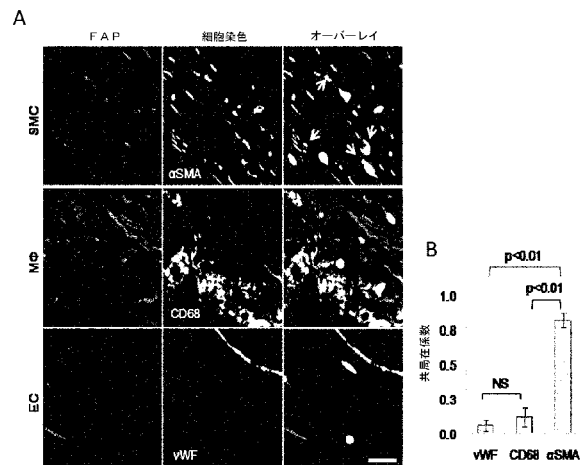 A
FAP 細胞染色 オーバーレイ
SMC
αSMA
MΦ
CD68
EC
vWF
B
p<0.01
p<0.01
NS
共局在係数
1.0
0.8
0.5
0.3
0.0
vWF CD68 αSMA